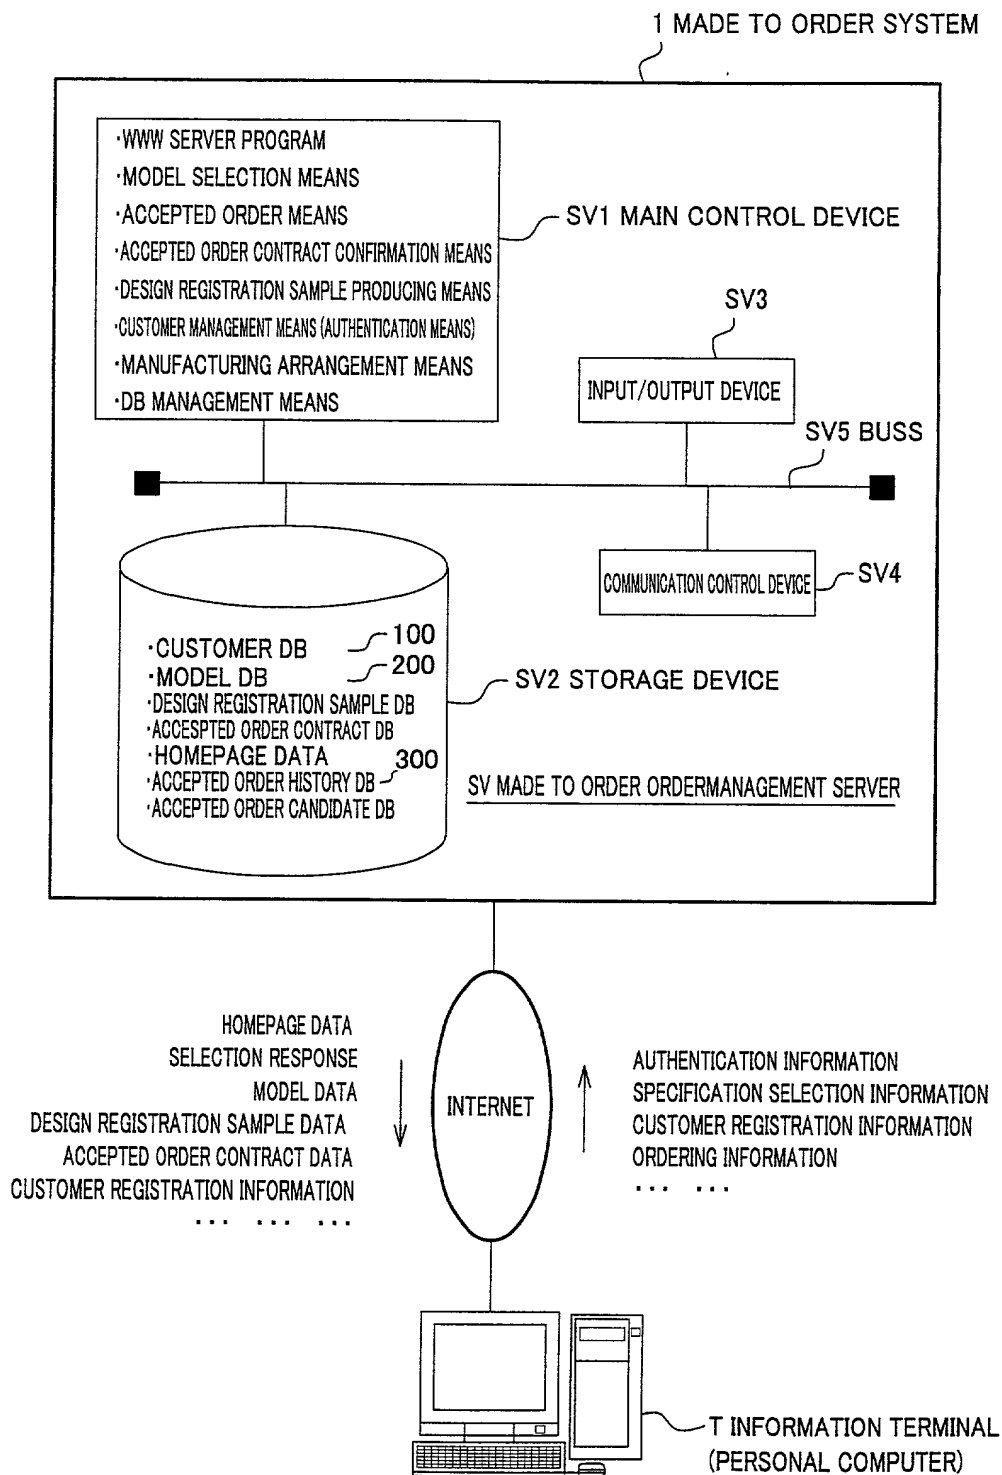 1 MADE TO ORDER SYSTEM
·WWW SERVER PROGRAM
·MODEL SELECTION MEANS
·ACCEPTED ORDER MEANS
·ACCEPTED ORDER CONTRACT CONFIRMATION MEANS
·DESIGN REGISTRATION SAMPLE PRODUCING MEANS
·CUSTOMER MANAGEMENT MEANS (AUTHENTICATION MEANS)
·MANUFACTURING ARRANGEMENT MEANS
·DB MANAGEMENT MEANS
SV1 MAIN CONTROL DEVICE
SV3
INPUT/OUTPUT DEVICE
SV5 BUSS
COMMUNICATION CONTROL DEVICE
SV4
·CUSTOMER DB 100
·MODEL DB 200
·DESIGN REGISTRATION SAMPLE DB
·ACCESPTED ORDER CONTRACT DB
·HOMEPAGE DATA
·ACCEPTED ORDER HISTORY DB 300
·ACCEPTED ORDER CANDIDATE DB
SV2 STORAGE DEVICE
SV MADE TO ORDER ORDERMANAGEMENT SERVER
HOMEPAGE DATA
SELECTION RESPONSE
MODEL DATA
DESIGN REGISTRATION SAMPLE DATA
ACCEPTED ORDER CONTRACT DATA
CUSTOMER REGISTRATION INFORMATION
... ... ...
INTERNET
AUTHENTICATION INFORMATION
SPECIFICATION SELECTION INFORMATION
CUSTOMER REGISTRATION INFORMATION
ORDERING INFORMATION
... ...
T INFORMATION TERMINAL
(PERSONAL COMPUTER)